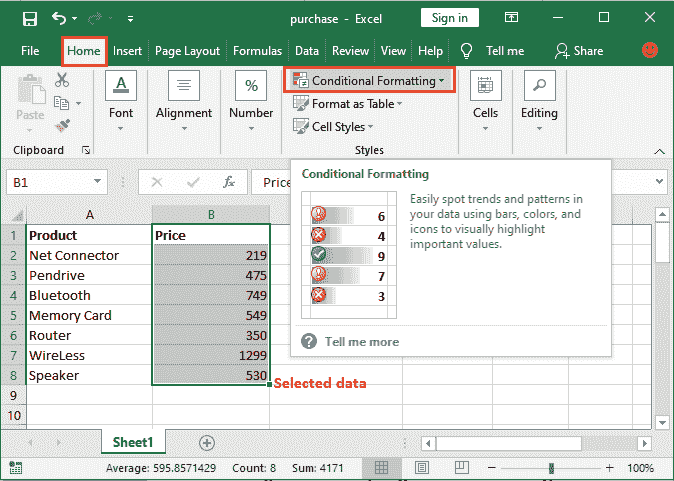 purchase - Excel
Sign in
File Home Insert Page Layout Formulas Data Review View Help Tell me Share
Paste
Clipboard
A
Font
Alignment
%
Number
Conditional Formatting
Format as Table
Cell Styles
Styles
Cells
Editing
B1
fx
Price
Conditional Formatting
Easily spot trends and patterns in
your data using bars, colors, and
icons to visually highlight
important values.
6
4
9
7
3
? Tell me more
A B
1 Product Price
2 Net Connector 219
3 Pendrive 475
4 Bluetooth 749
5 Memory Card 549
6 Router 350
7 WireLess 1299
8 Speaker 530
Selected data
9
10
Sheet1
Average: 595.8571429 Count: 8 Sum: 4171 100%